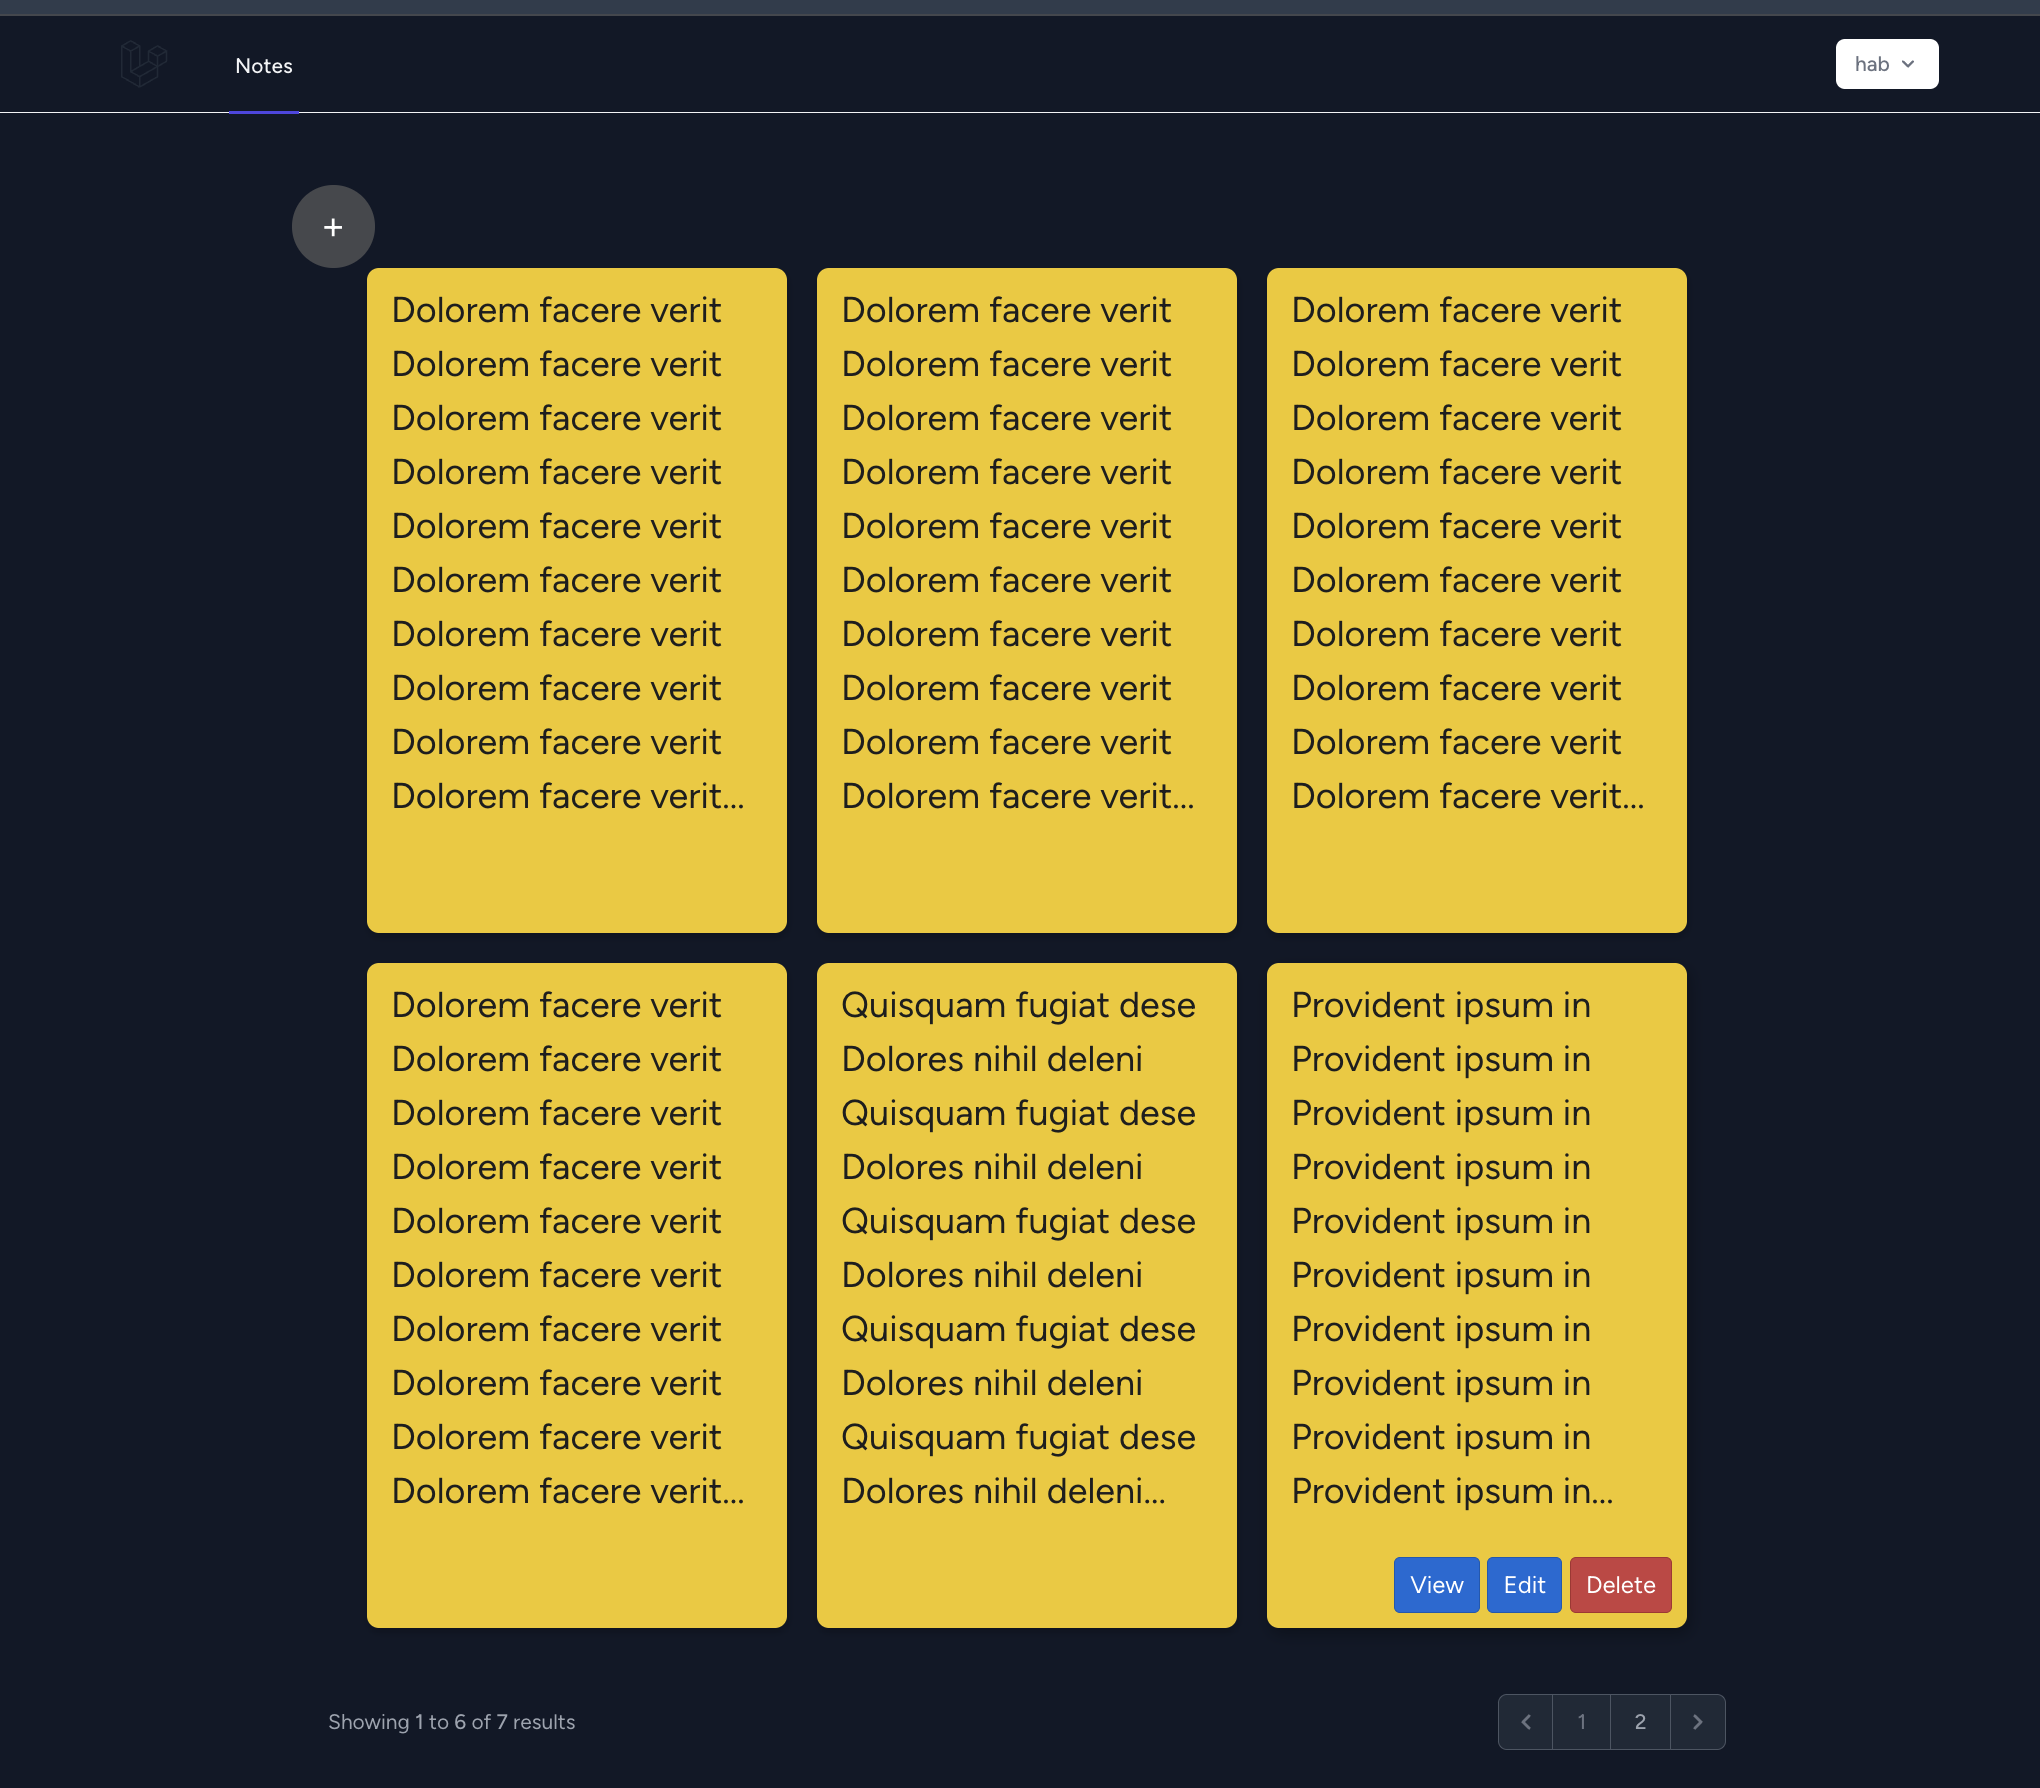 Notes
hab
+
Dolorem facere verit
Dolorem facere verit
Dolorem facere verit
Dolorem facere verit
Dolorem facere verit
Dolorem facere verit
Dolorem facere verit
Dolorem facere verit
Dolorem facere verit
Dolorem facere verit...
Dolorem facere verit
Dolorem facere verit
Dolorem facere verit
Dolorem facere verit
Dolorem facere verit
Dolorem facere verit
Dolorem facere verit
Dolorem facere verit
Dolorem facere verit
Dolorem facere verit...
Dolorem facere verit
Dolorem facere verit
Dolorem facere verit
Dolorem facere verit
Dolorem facere verit
Dolorem facere verit
Dolorem facere verit
Dolorem facere verit
Dolorem facere verit
Dolorem facere verit...
Dolorem facere verit
Dolorem facere verit
Dolorem facere verit
Dolorem facere verit
Dolorem facere verit
Dolorem facere verit
Dolorem facere verit
Dolorem facere verit
Dolorem facere verit
Dolorem facere verit...
Quisquam fugiat dese
Dolores nihil deleni
Quisquam fugiat dese
Dolores nihil deleni
Quisquam fugiat dese
Dolores nihil deleni
Quisquam fugiat dese
Dolores nihil deleni
Quisquam fugiat dese
Dolores nihil deleni...
Provident ipsum in
Provident ipsum in
Provident ipsum in
Provident ipsum in
Provident ipsum in
Provident ipsum in
Provident ipsum in
Provident ipsum in
Provident ipsum in
Provident ipsum in...
View Edit Delete
Showing 1 to 6 of 7 results
1 2